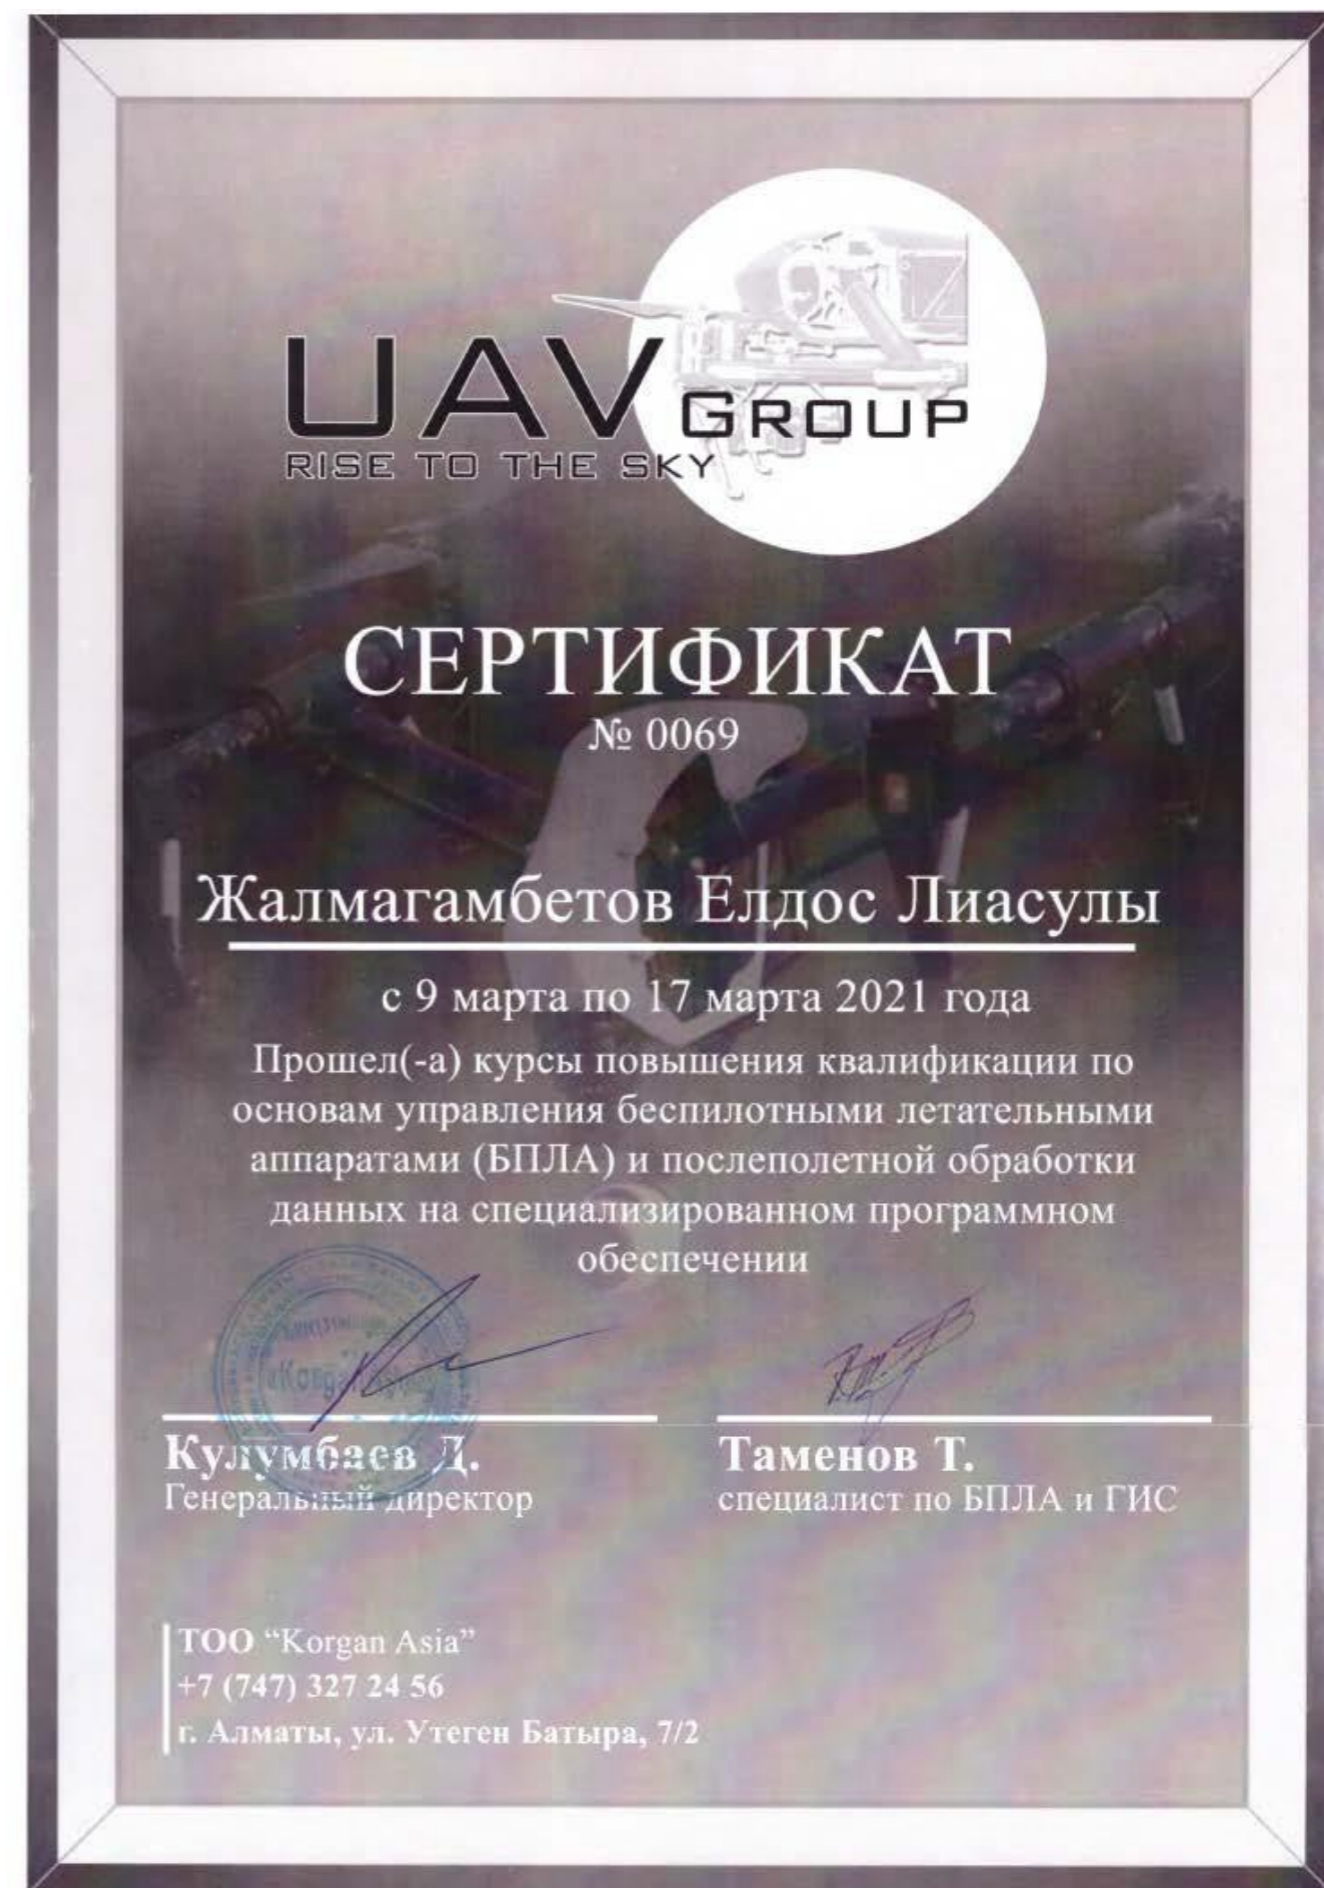 UAV GROUP
RISE TO THE SKY
СЕРТИФИКАТ
№ 0069
Жалмагамбетов Елдос Лиасулы
с 9 марта по 17 марта 2021 года
Прошел(-а) курсы повышения квалификации по
основам управления беспилотными летательными
аппаратами (БПЛА) и послеполетной обработки
данных на специализированном программном
обеспечении
Кулумбаев Д.
Генеральный директор
Таменов Т.
специалист по БПЛА и ГИС
ТОО “Korgan Asia”
+7 (747) 327 24 56
г. Алматы, ул. Утеген Батыра, 7/2